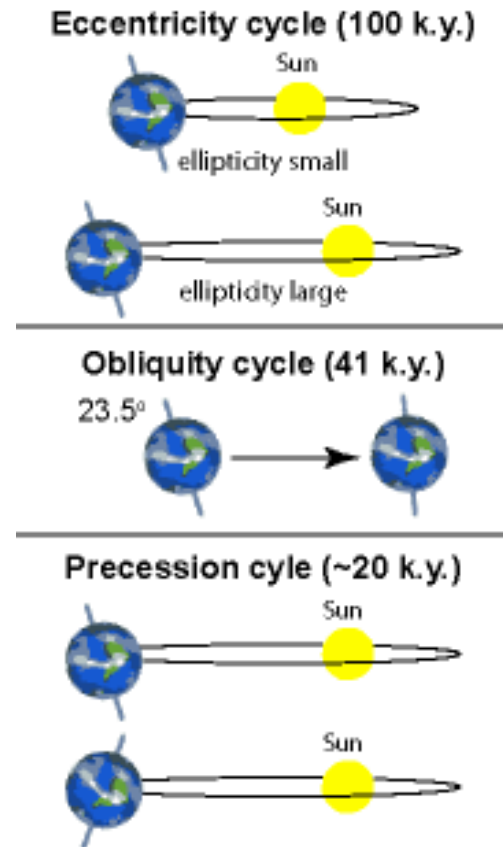 Eccentricity cycle (100 k.y.)
Sun
ellipticity small
Sun
ellipticity large
Obliquity cycle (41 k.y.)
23.5°
Precession cyle (~20 k.y.)
Sun
Sun